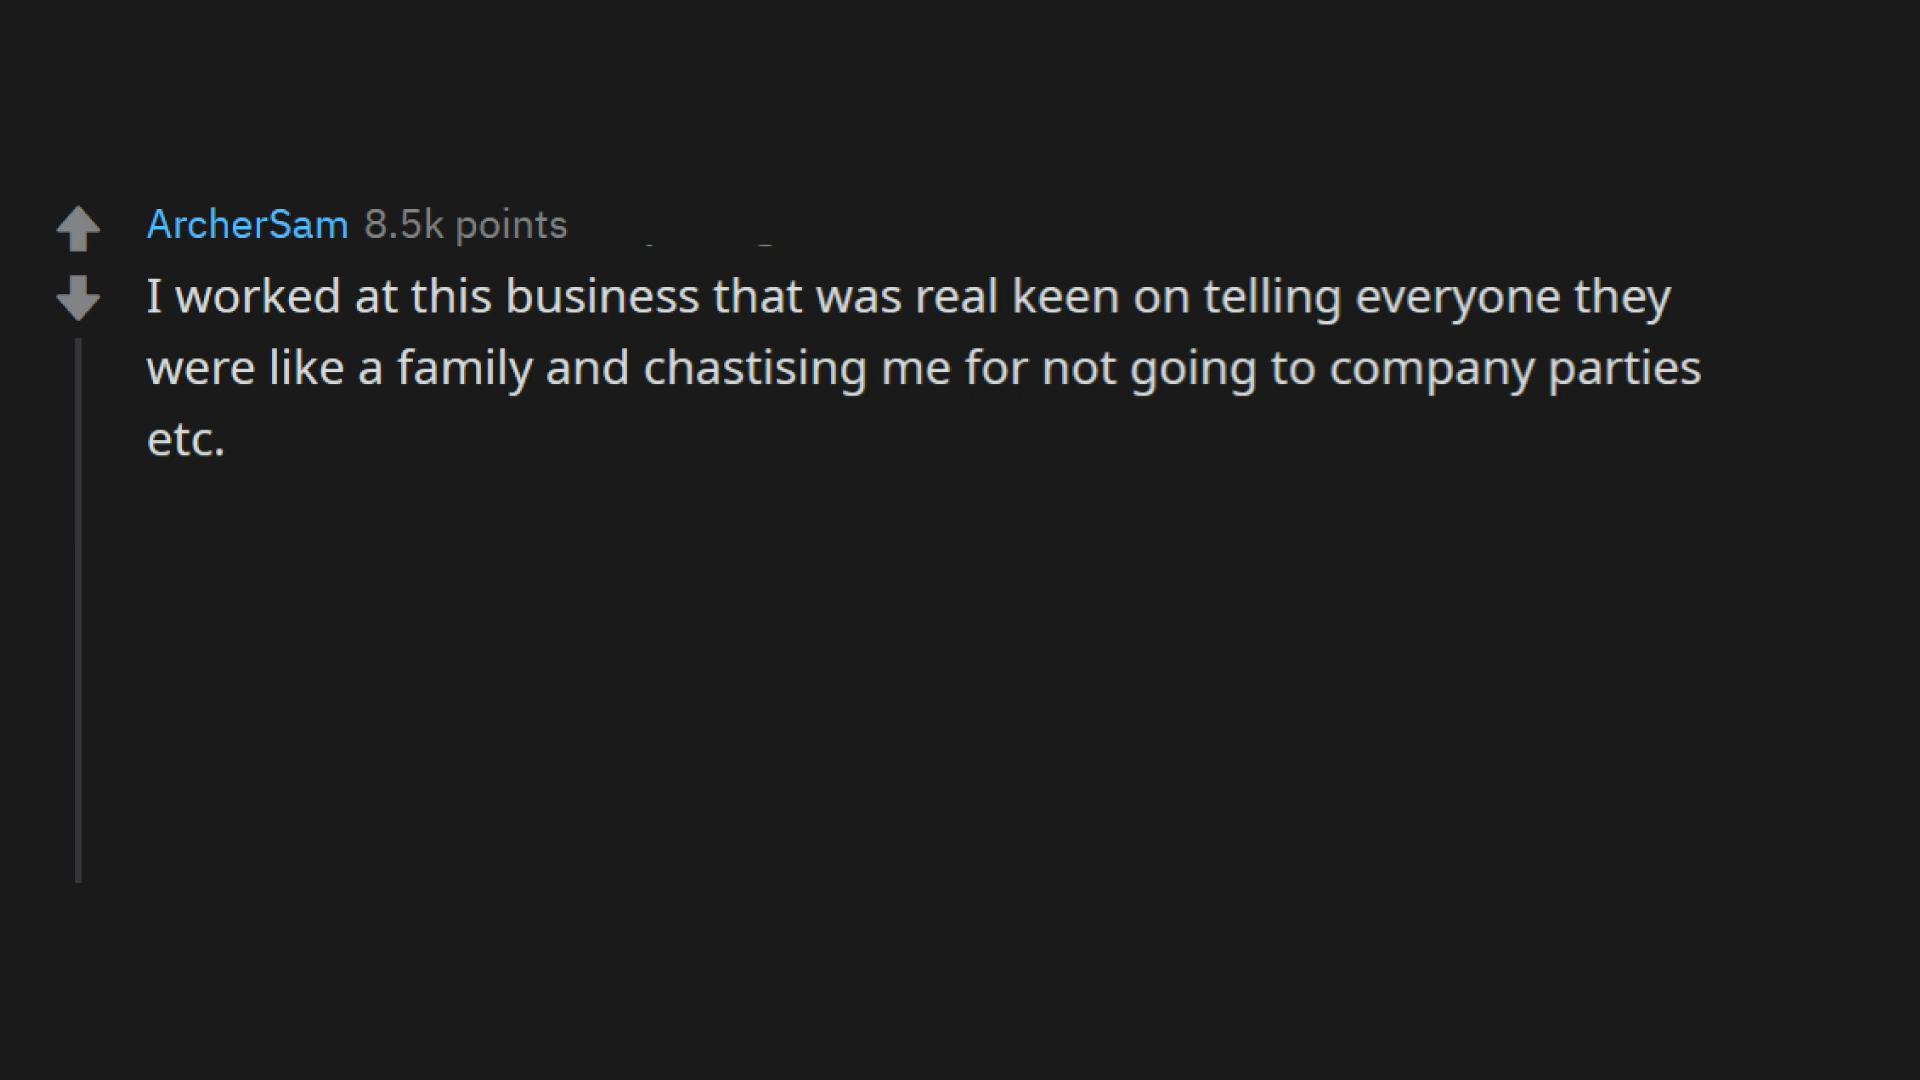 ArcherSam 8.5k points
I worked at this business that was real keen on telling everyone they
were like a family and chastising me for not going to company parties
etc.